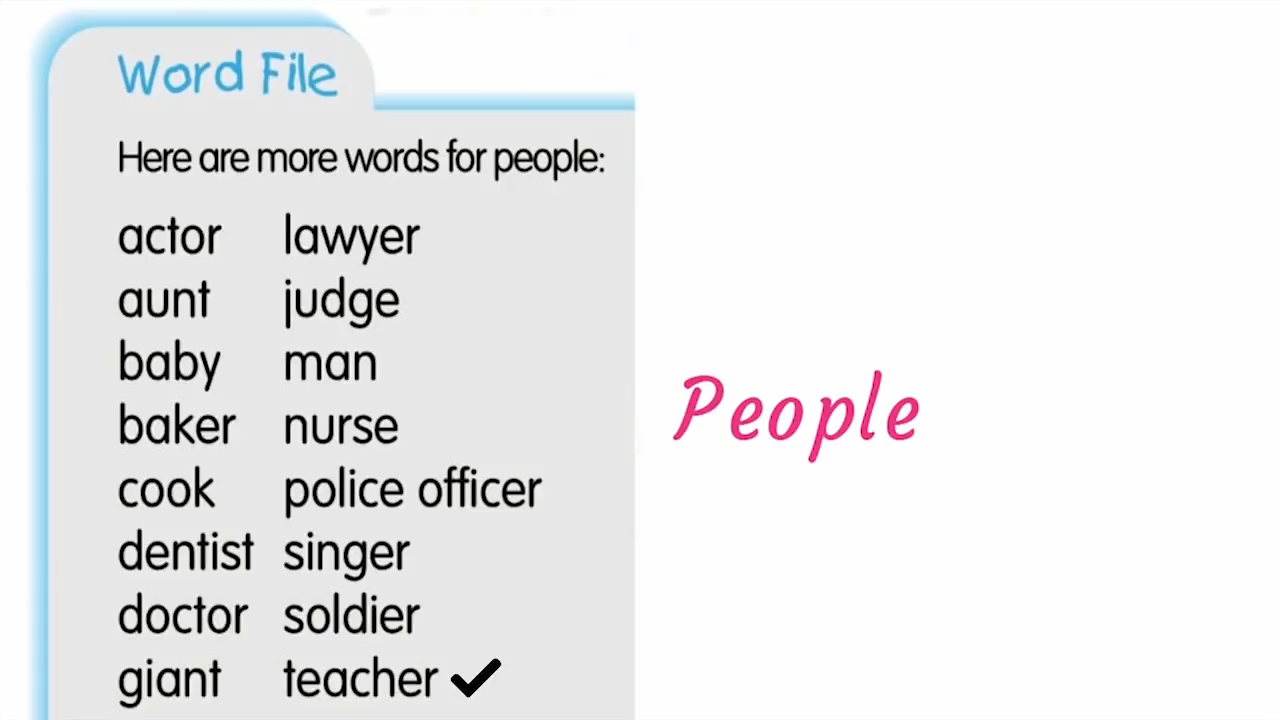 Word File
Here are more words for people:
actor lawyer
aunt judge
baby man
baker nurse
cook police officer
dentist singer
doctor soldier
giant teacher ✓
People